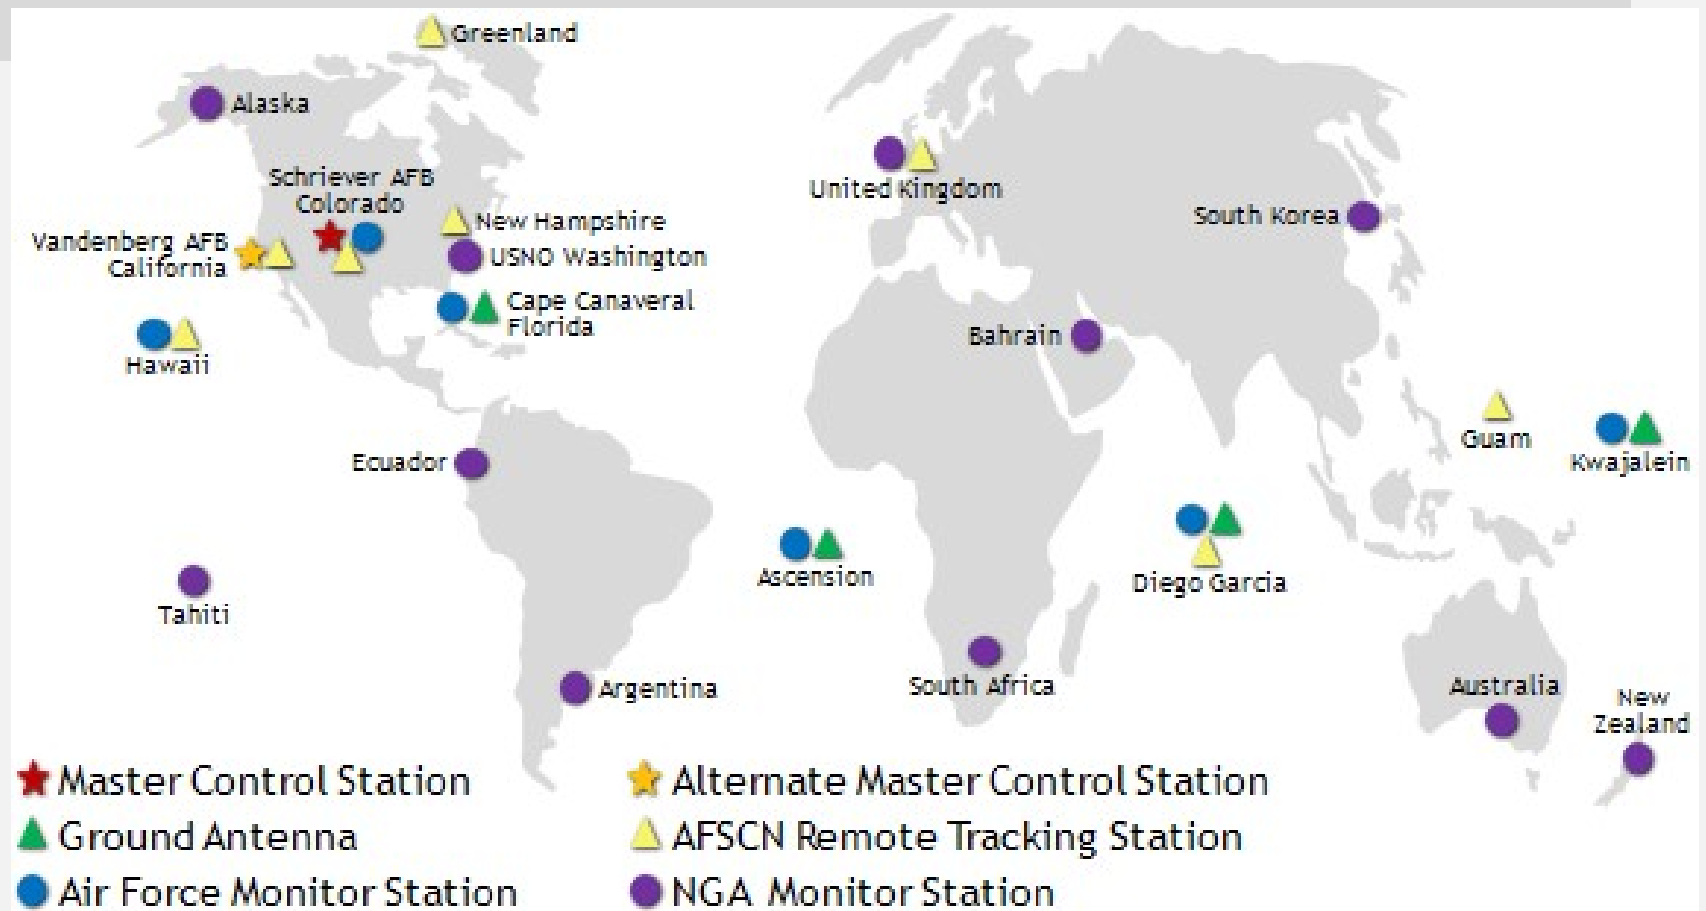 Greenland
Alaska
Schriever AFB
Colorado
United Kingdom
South Korea
New Hampshire
Vandenberg AFB
California
USNO Washington
Cape Canaveral
Florida
Bahrain
Hawaii
Guam
Kwajalein
Ecuador
Ascension
Diego Garcia
Tahiti
South Africa
Argentina
Australia
New
Zealand
Master Control Station
Alternate Master Control Station
Ground Antenna
AFSCN Remote Tracking Station
Air Force Monitor Station
NGA Monitor Station